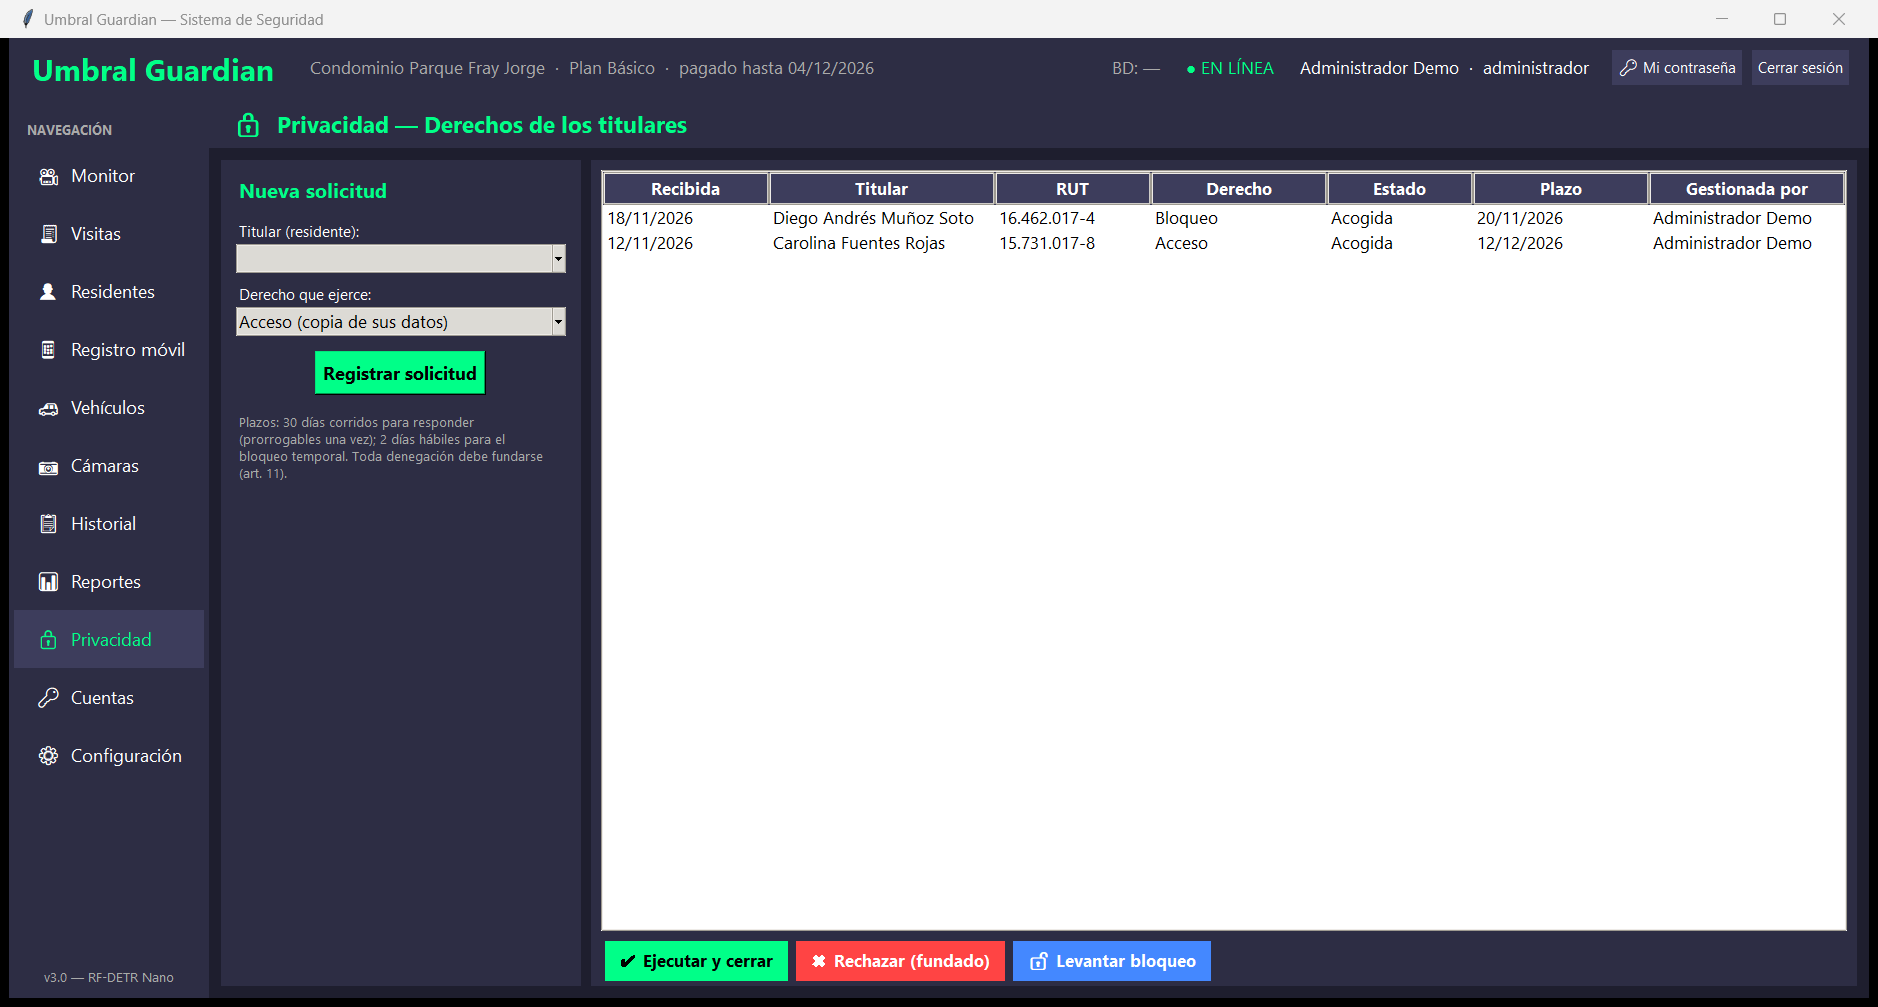 Umbral Guardian — Sistema de Seguridad
Umbral Guardian
Condominio Parque Fray Jorge · Plan Básico · pagado hasta 04/12/2026
BD: —
● EN LÍNEA
Administrador Demo · administrador
Mi contraseña
Cerrar sesión
NAVEGACIÓN
Monitor
Visitas
Residentes
Registro móvil
Vehículos
Cámaras
Historial
Reportes
Privacidad
Cuentas
Configuración
v3.0 — RF-DETR Nano
Privacidad — Derechos de los titulares
Nueva solicitud
Titular (residente):
Derecho que ejerce:
Acceso (copia de sus datos)
Registrar solicitud
Plazos: 30 días corridos para responder
(prorrogables una vez); 2 días hábiles para el
bloqueo temporal. Toda denegación debe fundarse
(art. 11).
Recibida Titular RUT Derecho Estado Plazo Gestionada por
18/11/2026 Diego Andrés Muñoz Soto 16.462.017-4 Bloqueo Acogida 20/11/2026 Administrador Demo
12/11/2026 Carolina Fuentes Rojas 15.731.017-8 Acceso Acogida 12/12/2026 Administrador Demo
✔ Ejecutar y cerrar
✖ Rechazar (fundado)
Levantar bloqueo